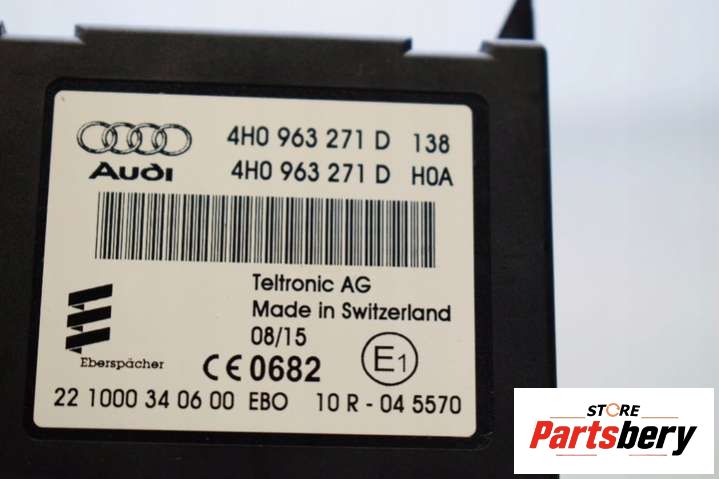 4H0 963 271 D 138
Audi 4H0 963 271 D H0A
Teltronic AG
Made in Switzerland
08/15
Eberspächer CE 0682 E1
22 1000 34 06 00 EBO 10 R - 04 5570
STORE
Partsbery